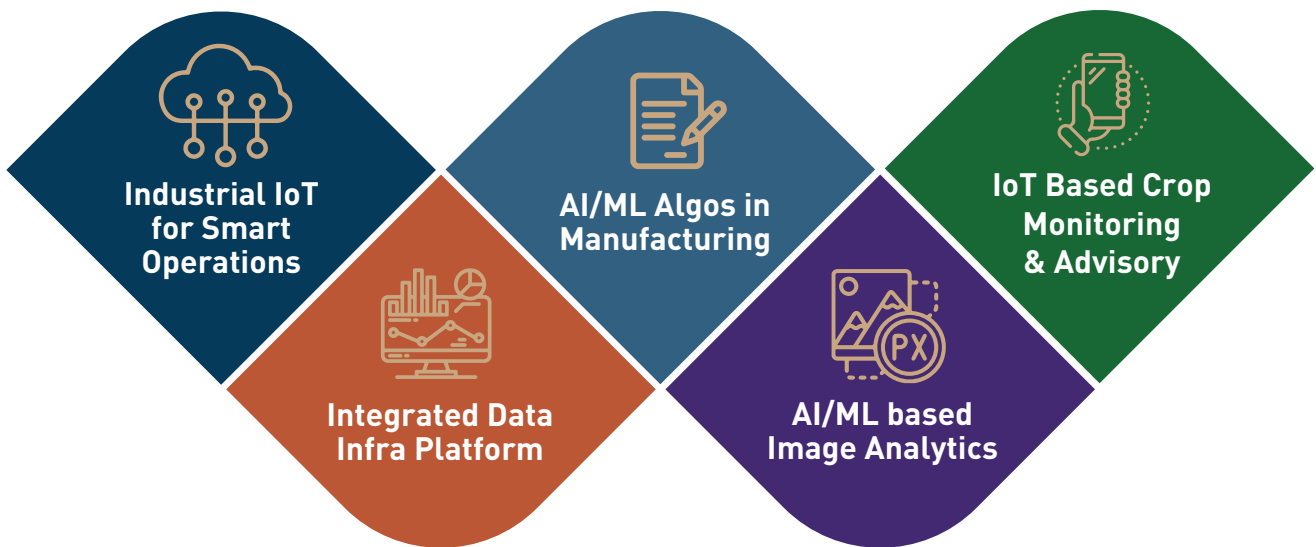 Industrial IoT
for Smart
Operations
Integrated Data
Infra Platform
AI/ML Algos in
Manufacturing
PX
AI/ML based
Image Analytics
IoT Based Crop
Monitoring
& Advisory